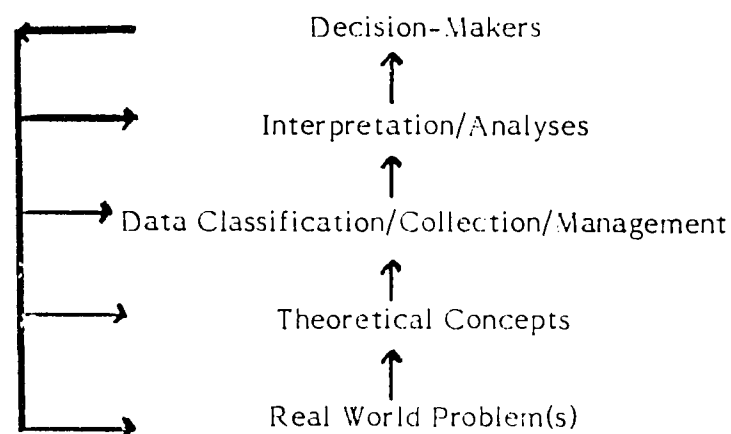 Decision-Makers
Interpretation/Analyses
Data Classification/Collection/Management
Theoretical Concepts
Real World Problem(s)